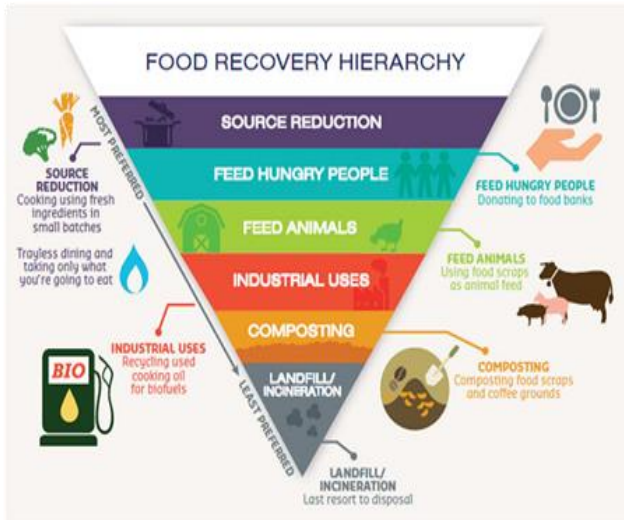 FOOD RECOVERY HIERARCHY
MOST PREFERRED
SOURCE REDUCTION
FEED HUNGRY PEOPLE
FEED ANIMALS
INDUSTRIAL USES
COMPOSTING
LANDFILL/
INCINERATION
LEAST PREFERRED
SOURCE
REDUCTION
Cooking using fresh
ingredients in
small batches
Trayless dining and
taking only what
you're going to eat
INDUSTRIAL USES
Recycling used
cooking oil
for biofuels
BIO
FEED HUNGRY PEOPLE
Donating to food banks
FEED ANIMALS
Using food scraps
as animal feed
COMPOSTING
Composting food scraps
and coffee grounds
LANDFILL/
INCINERATION
Last resort to disposal